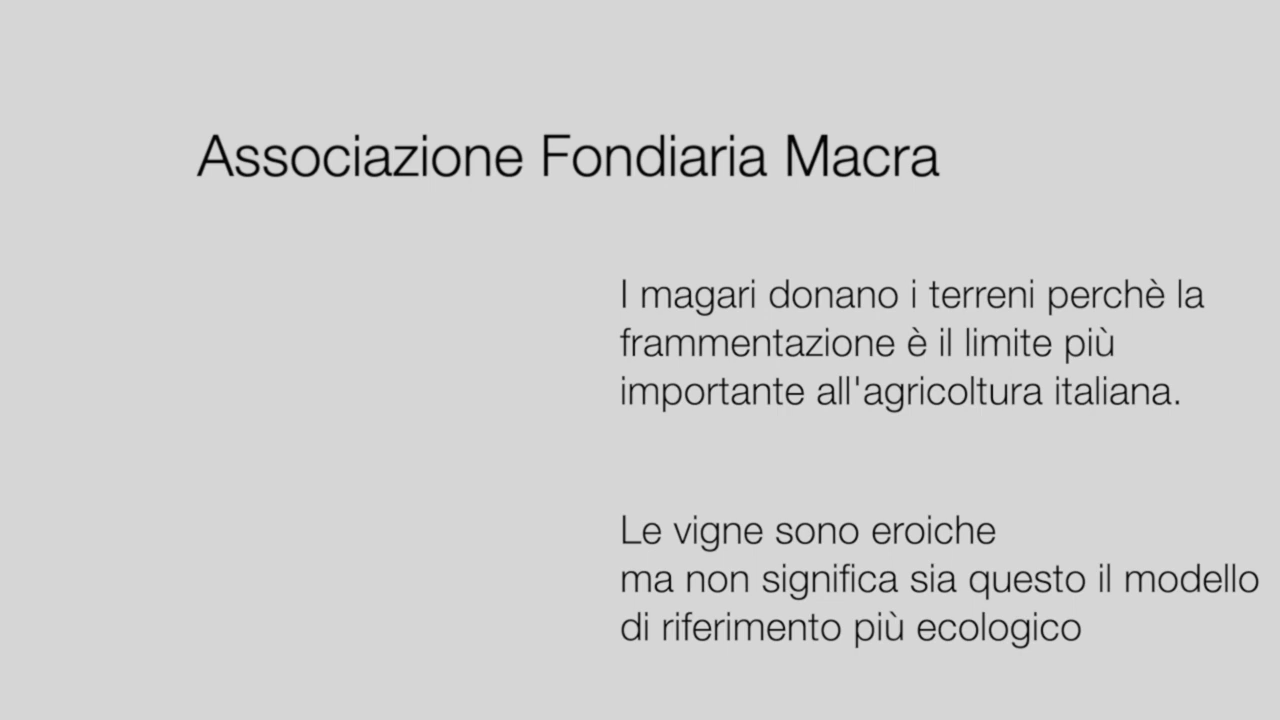 Associazione Fondiaria Macra
I magari donano i terreni perchè la
frammentazione è il limite più
importante all'agricoltura italiana.
Le vigne sono eroiche
ma non significa sia questo il modello
di riferimento più ecologico